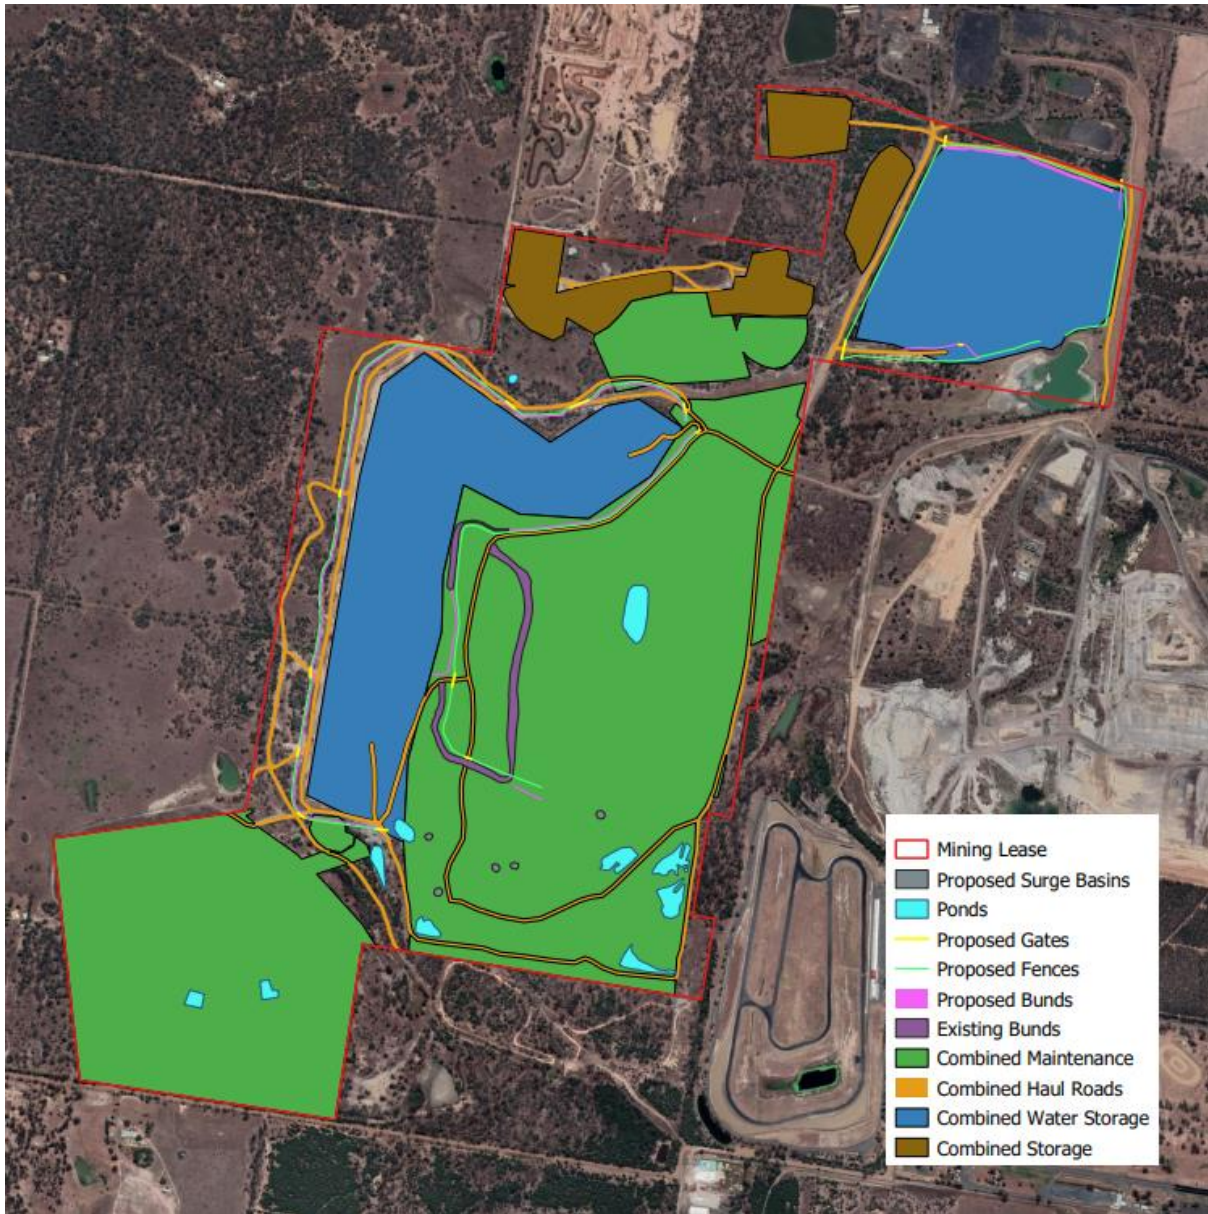 Mining Lease
Proposed Surge Basins
Ponds
Proposed Gates
Proposed Fences
Proposed Bunds
Existing Bunds
Combined Maintenance
Combined Haul Roads
Combined Water Storage
Combined Storage